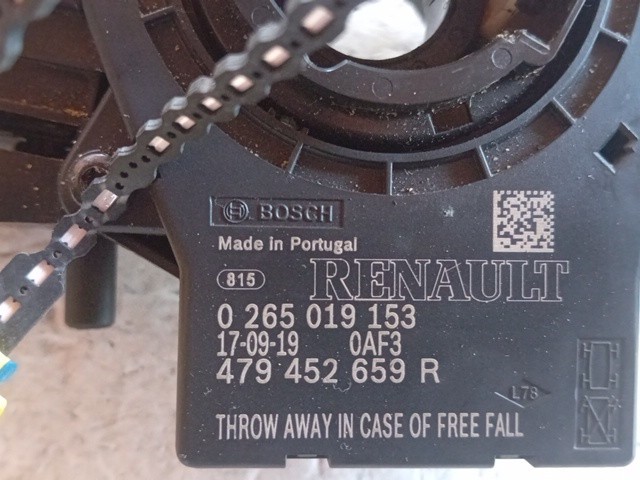 BOSCH
Made in Portugal
815 RENAULT
0 265 019 153
17-09-19 0AF3
479 452 659 R
L78
THROW AWAY IN CASE OF FREE FALL